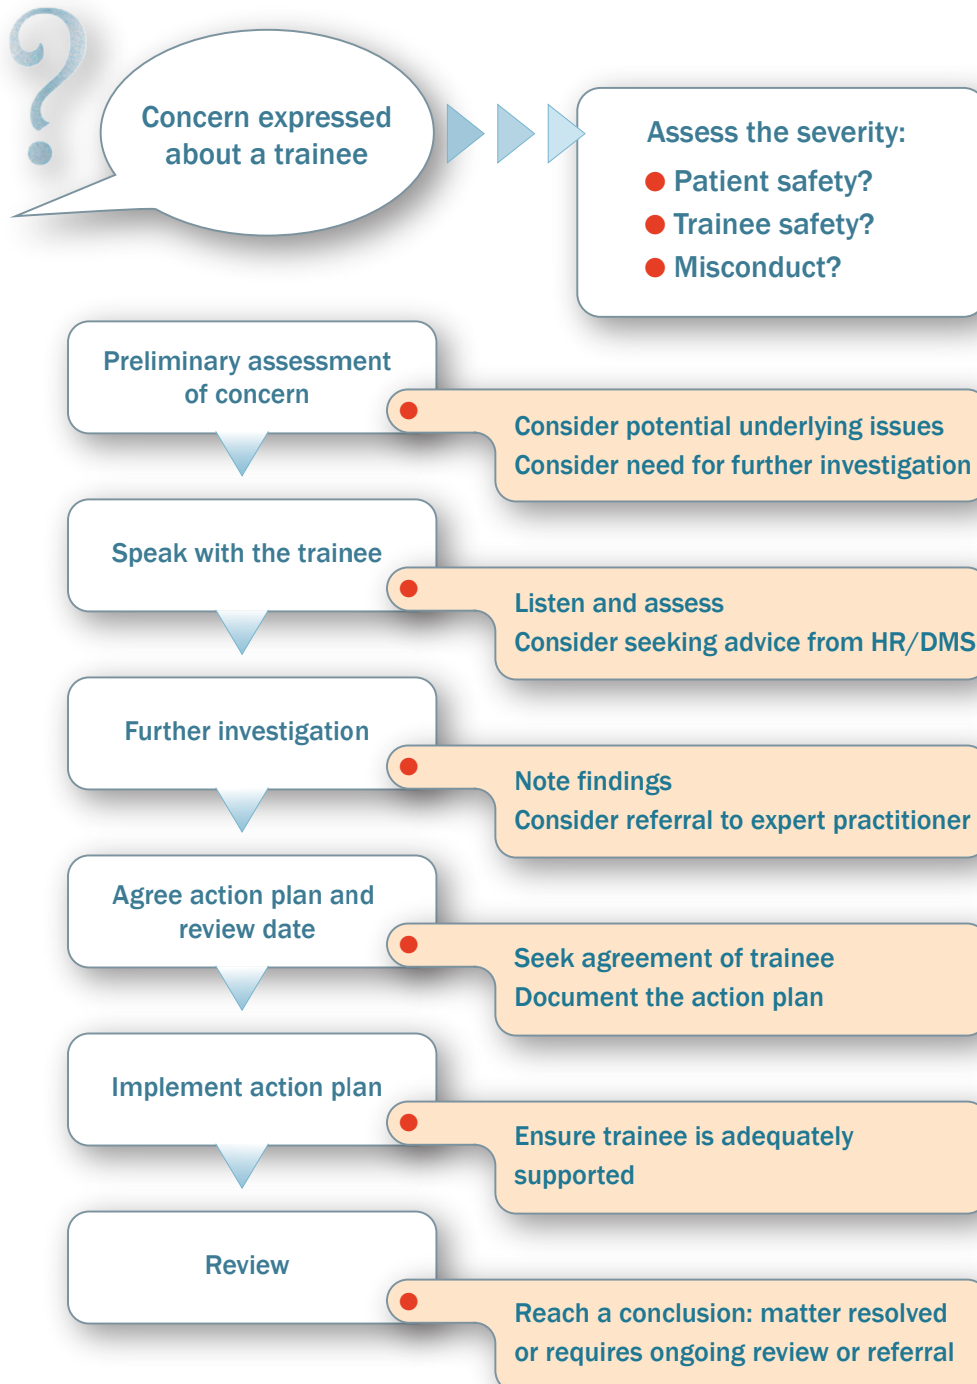 ?
Concern expressed
about a trainee
Assess the severity:
● Patient safety?
● Trainee safety?
● Misconduct?
Preliminary assessment
of concern
Consider potential underlying issues
Consider need for further investigation
Speak with the trainee
Listen and assess
Consider seeking advice from HR/DMS
Further investigation
Note findings
Consider referral to expert practitioner
Agree action plan and
review date
Seek agreement of trainee
Document the action plan
Implement action plan
Ensure trainee is adequately
supported
Review
Reach a conclusion: matter resolved
or requires ongoing review or referral